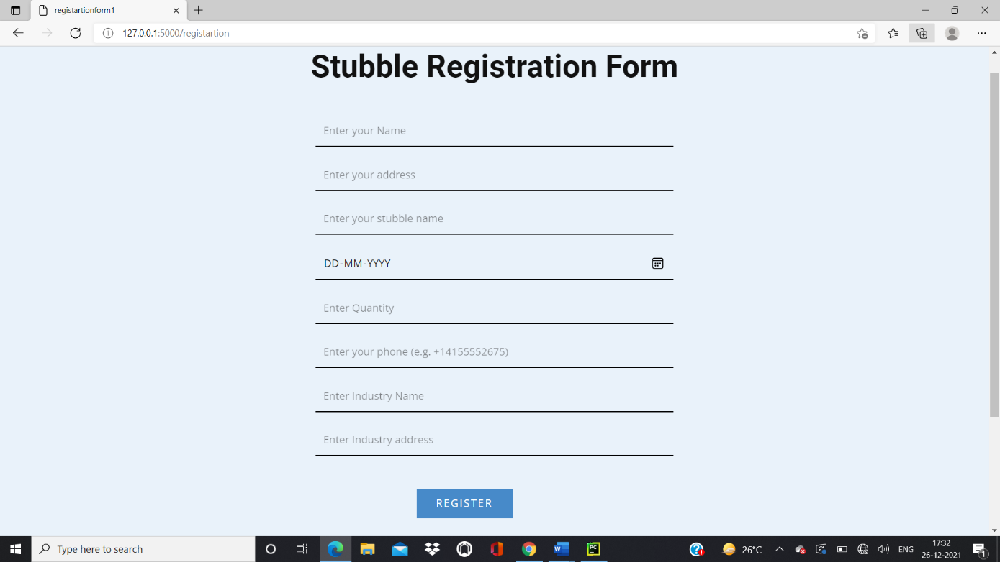 registartionform1
127.0.0.1:5000/registartion
Stubble Registration Form
Enter your Name
Enter your address
Enter your stubble name
DD-MM-YYYY
Enter Quantity
Enter your phone (e.g. +14155552675)
Enter Industry Name
Enter Industry address
REGISTER
Type here to search
W
PC
26°C
ENG
17:32
26-12-2021
1